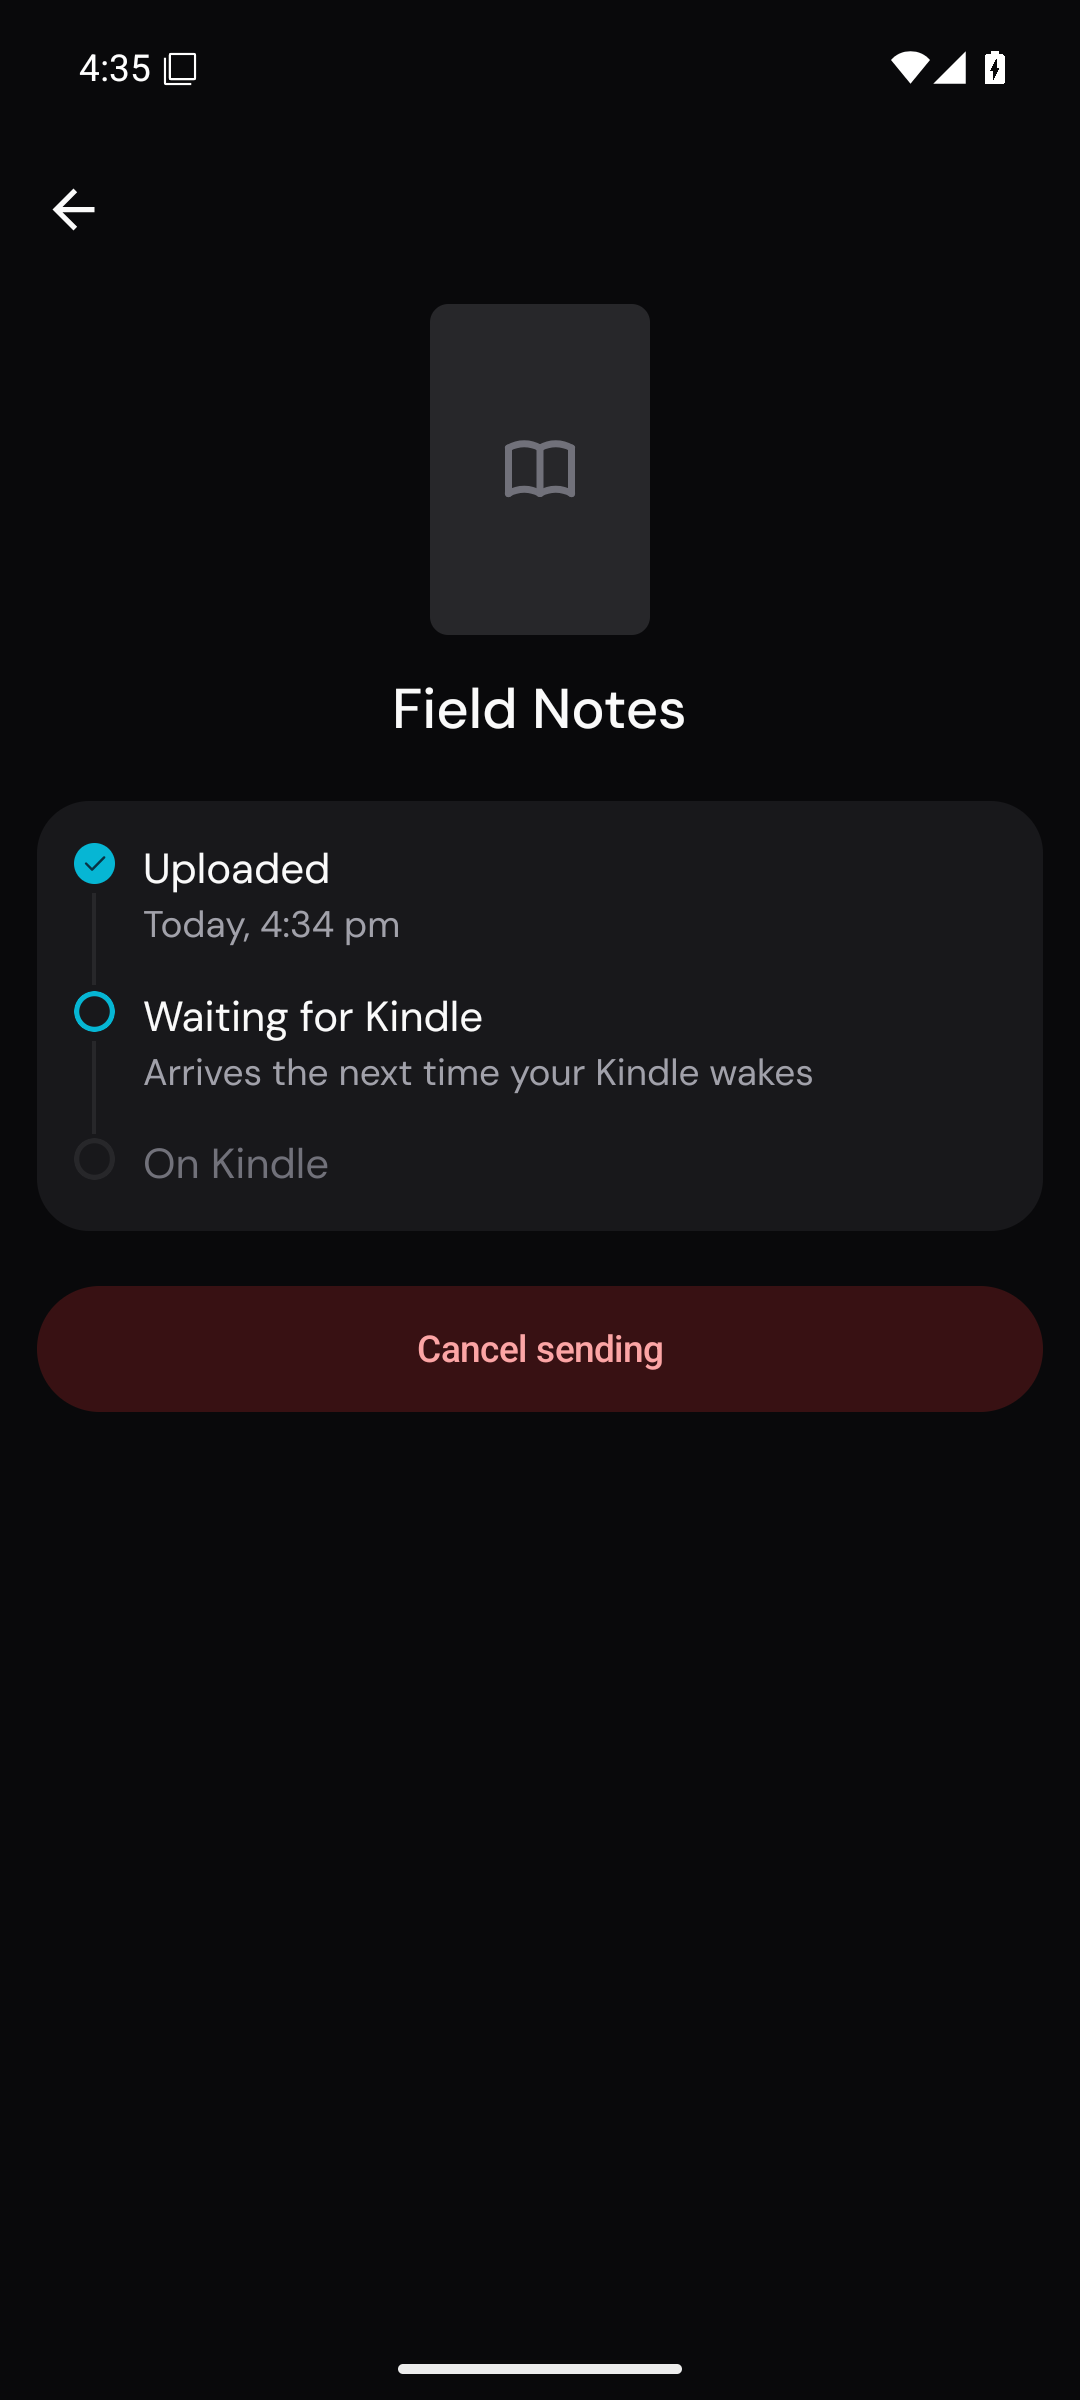 4:35
Field Notes
Uploaded
Today, 4:34 pm
Waiting for Kindle
Arrives the next time your Kindle wakes
On Kindle
Cancel sending